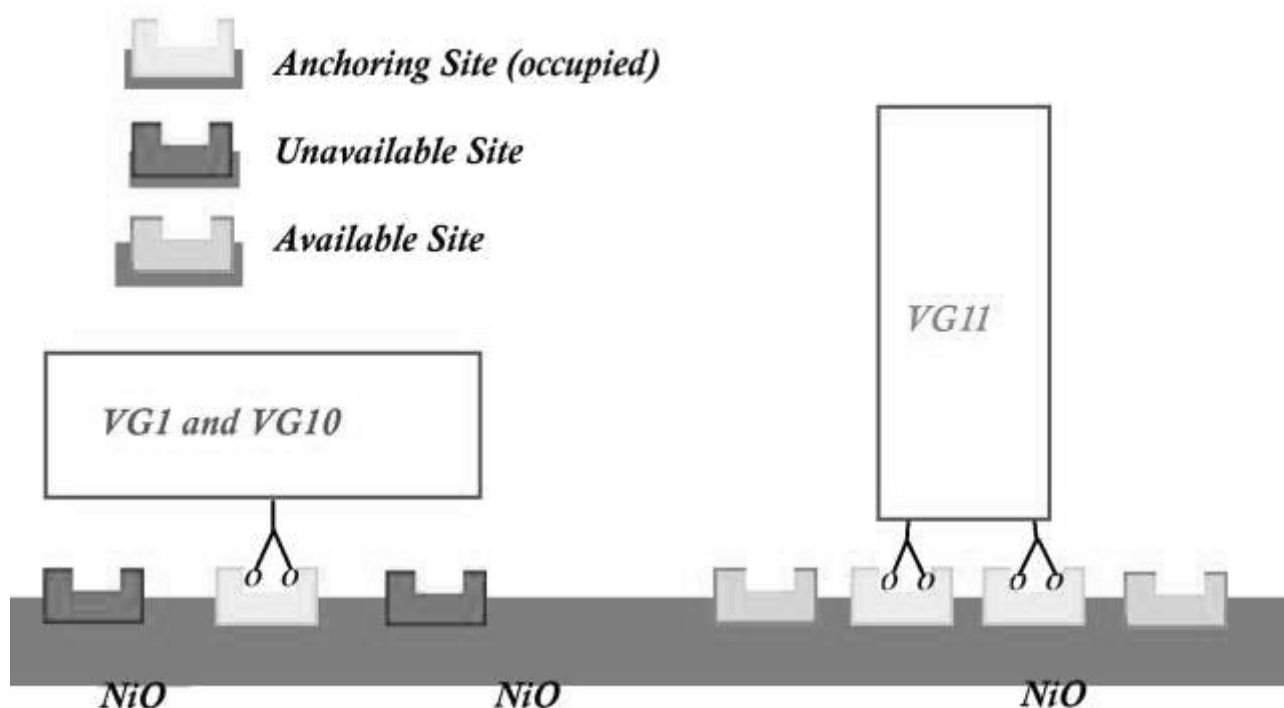 Anchoring Site (occupied)
Unavailable Site
Available Site
VG11
VG1 and VG10
O O
O O
O O
NiO
NiO
NiO